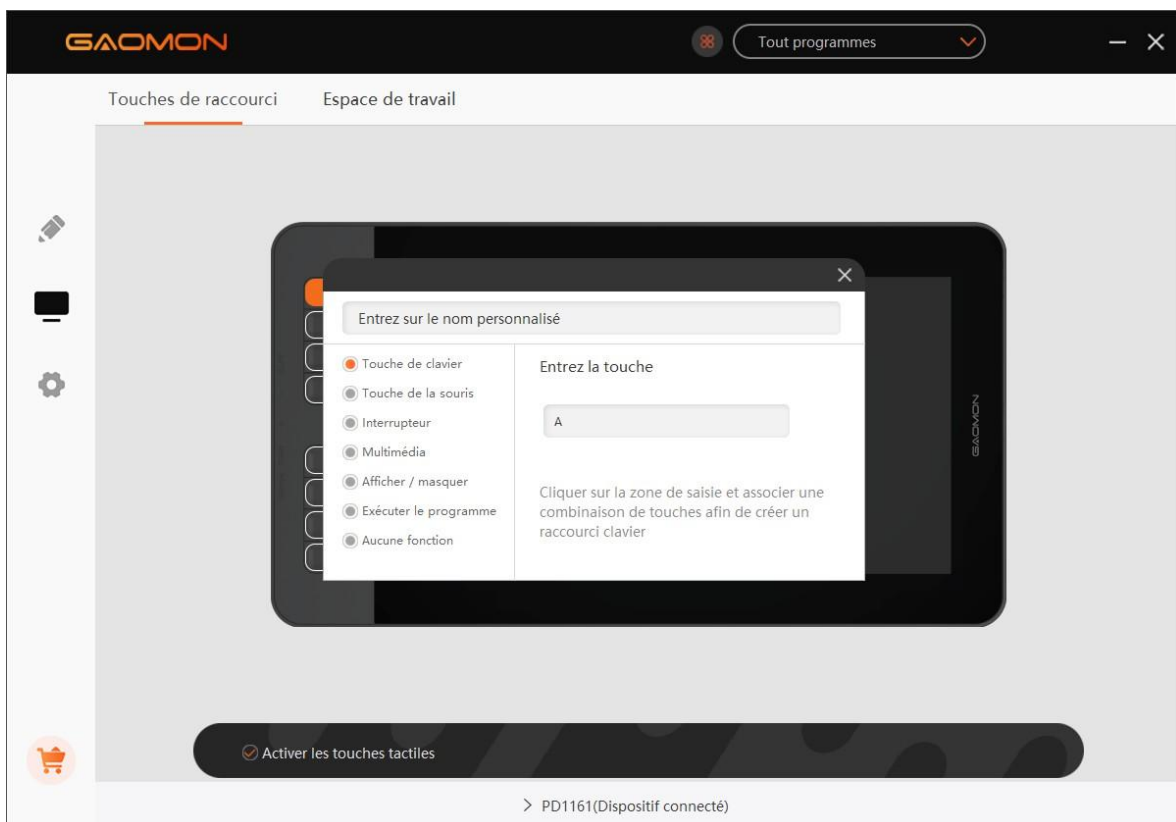 GAOMON
Tout programmes
Touches de raccourci
Espace de travail
Entrez sur le nom personnalisé
Touche de clavier
Touche de la souris
Interrupteur
Multimédia
Afficher / masquer
Exécuter le programme
Aucune fonction
Entrez la touche
A
Cliquer sur la zone de saisie et associer une
combinaison de touches afin de créer un
raccourci clavier
GAOMON
Activer les touches tactiles
PD1161(Dispositif connecté)